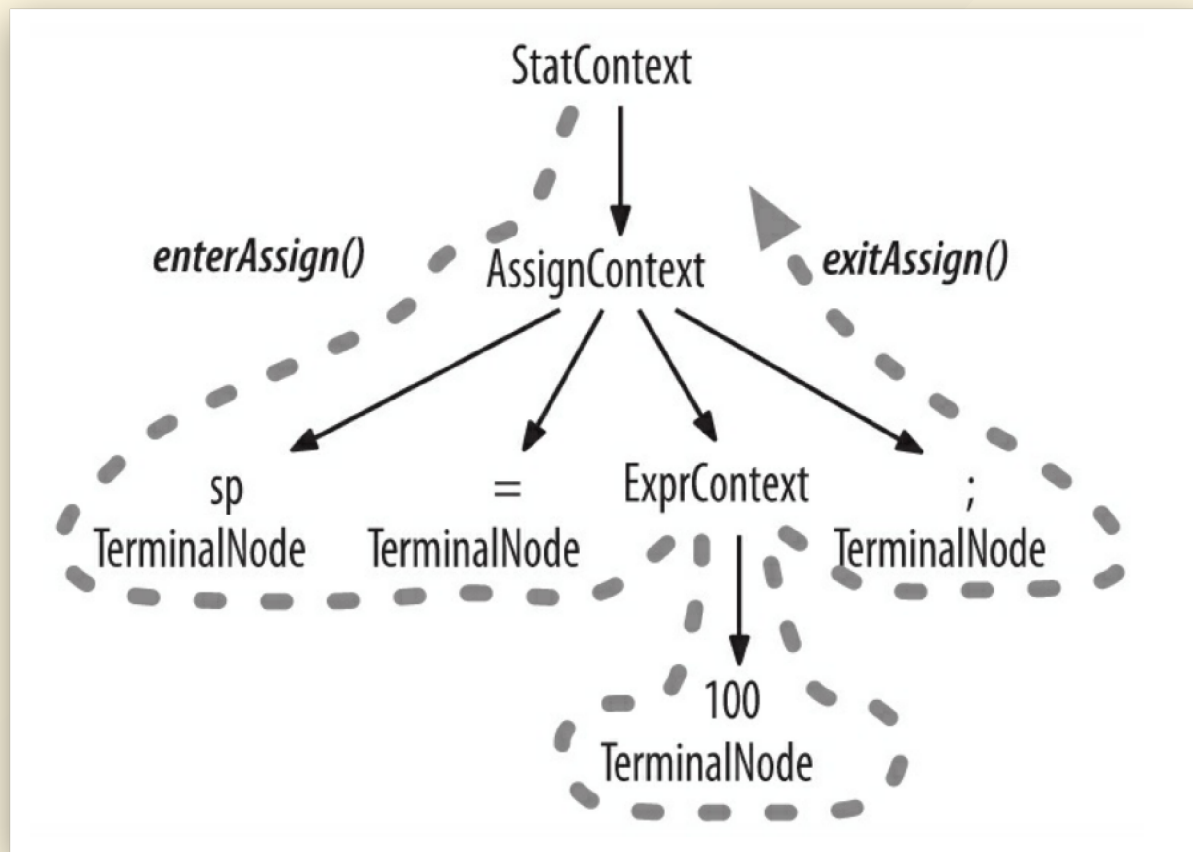 StatContext
enterAssign()
AssignContext
exitAssign()
sp
=
ExprContext
;
TerminalNode
TerminalNode
TerminalNode
100
TerminalNode